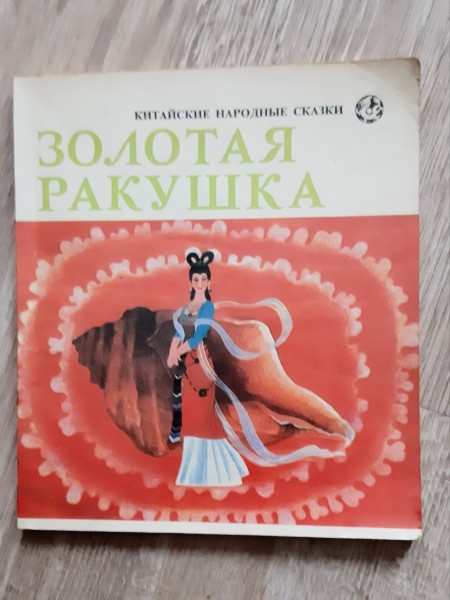 КИТАЙСКИЕ НАРОДНЫЕ СКАЗКИ
ЗОЛОТАЯ
РАКУШКА